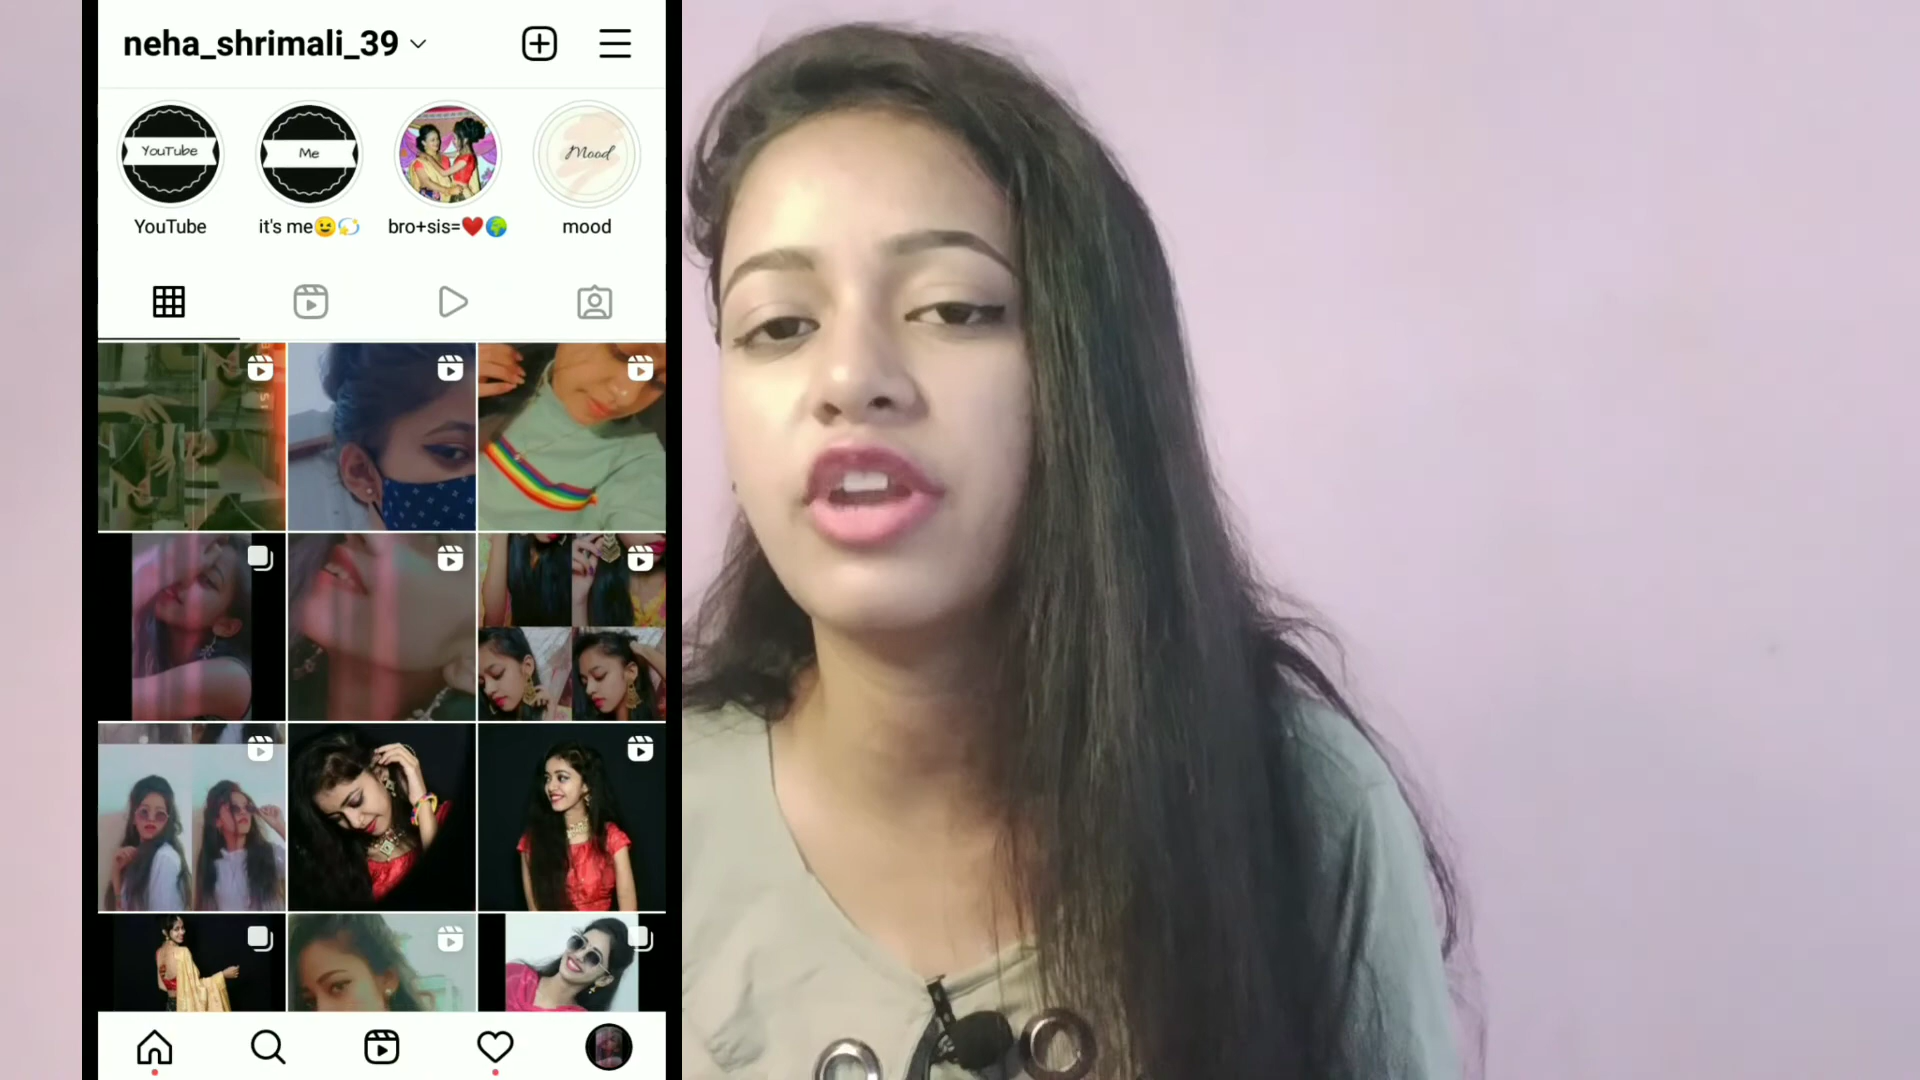 neha_shrimali_39
YouTube
Me
Mood
YouTube
it's me😉💫
bro+sis=❤️🌍
mood